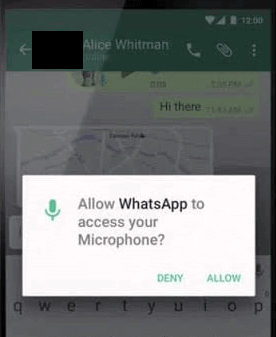 12:00
Alice Whitman
Hi there
Allow WhatsApp to
access your
Microphone?
DENY
ALLOW
q w e r t y u i o p